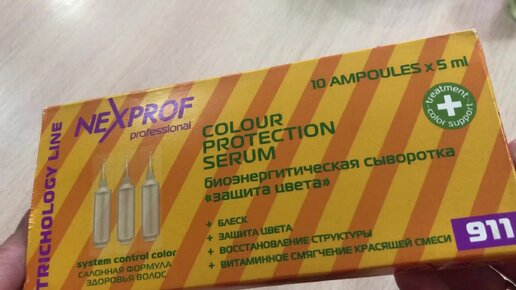 TRICHOLOGY LINE
NEXPROF
professional
10 AMPOULES x 5 ml
treatment
color support
COLOUR
PROTECTION
SERUM
биоэнергитическая сыворотка
«защита цвета»
+ БЛЕСК
+ ЗАЩИТА ЦВЕТА
+ ВОССТАНОВЛЕНИЕ СТРУКТУРЫ
+ ВИТАМИННОЕ СМЯГЧЕНИЕ КРАСЯЩЕЙ СМЕСИ
system control color
САЛОННАЯ ФОРМУЛА
ЗДОРОВЬЯ ВОЛОС
911